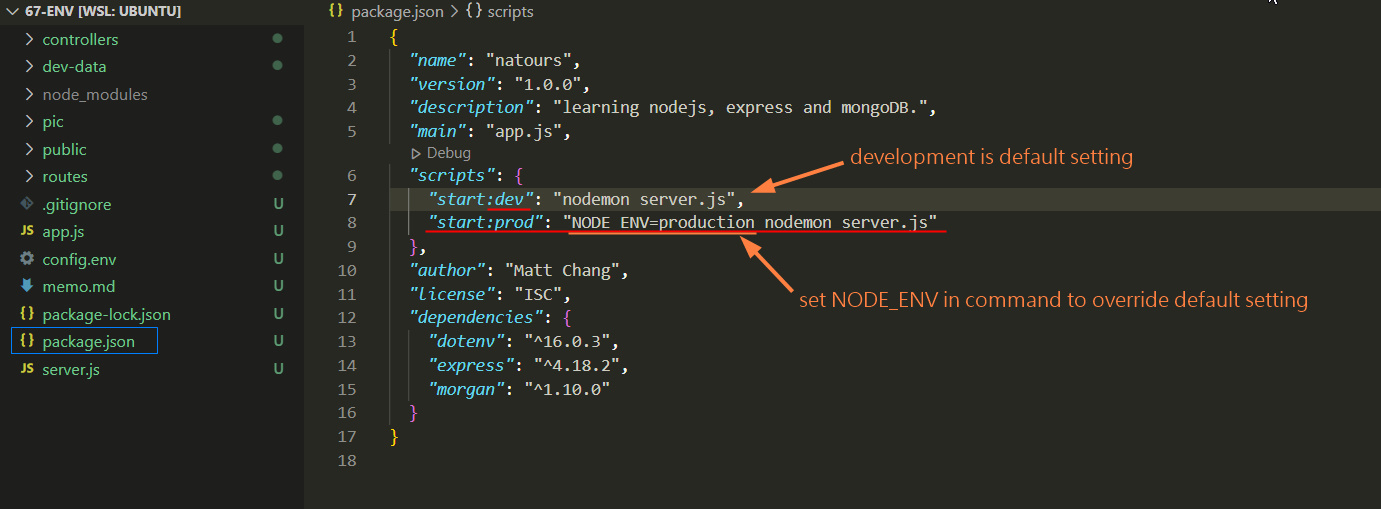 67-ENV [WSL: UBUNTU]
controllers
dev-data
node_modules
pic
public
routes
.gitignore U
JS app.js U
config.env U
memo.md U
{} package-lock.json U
{} package.json U
JS server.js U
{} package.json > {} scripts
1 {
2 "name": "natours",
3 "version": "1.0.0",
4 "description": "learning nodejs, express and mongoDB.",
5 "main": "app.js",
Debug
6 "scripts": {
7 "start:dev": "nodemon server.js",
8 "start:prod": "NODE_ENV=production nodemon server.js"
9 },
10 "author": "Matt Chang",
11 "license": "ISC",
12 "dependencies": {
13 "dotenv": "^16.0.3",
14 "express": "^4.18.2",
15 "morgan": "^1.10.0"
16 }
17 }
18
development is default setting
set NODE_ENV in command to override default setting